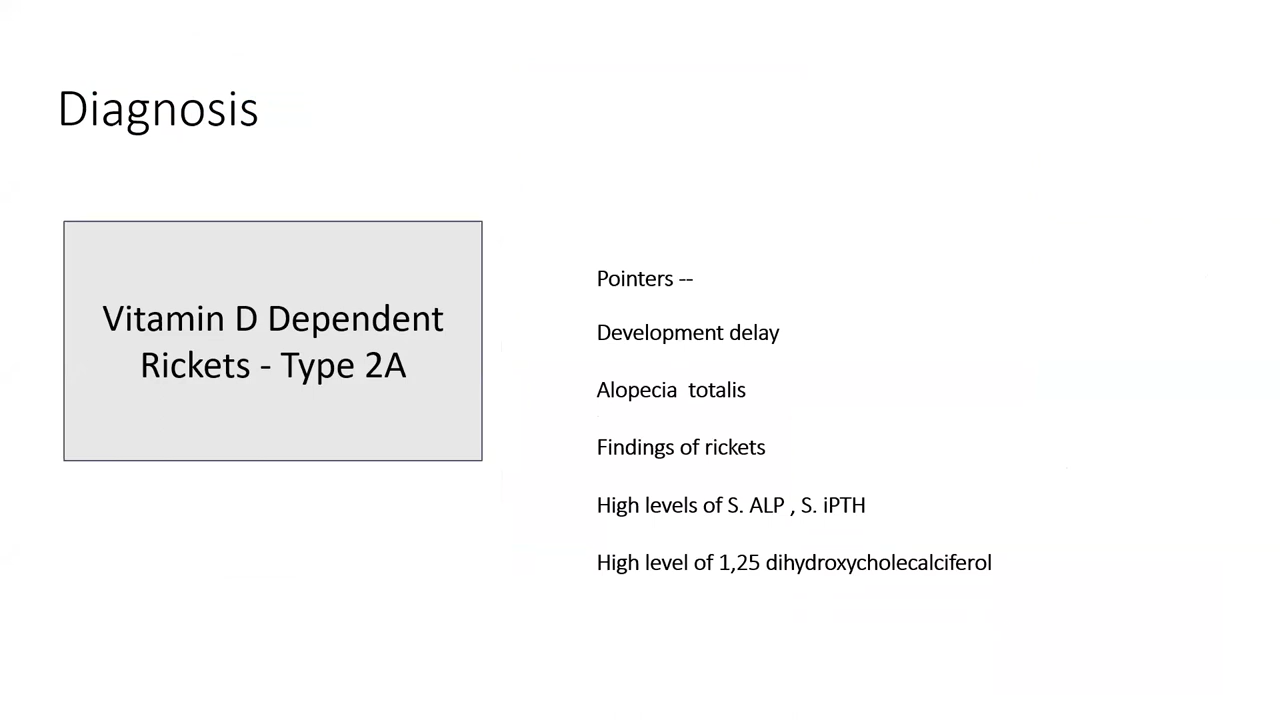 Diagnosis
Vitamin D Dependent
Rickets - Type 2A
Pointers --
Development delay
Alopecia  totalis
Findings of rickets
High levels of S. ALP , S. iPTH
High level of 1,25 dihydroxycholecalciferol